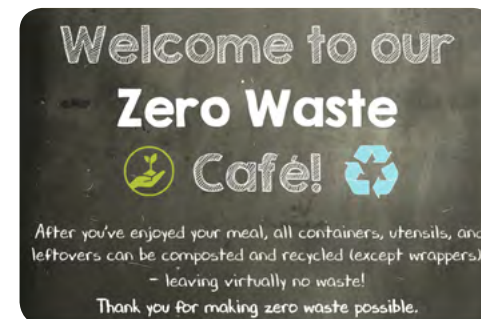 Welcome to our
Zero Waste
Café!
After you've enjoyed your meal, all containers, utensils, and
leftovers can be composted and recycled (except wrappers)
– leaving virtually no waste!
Thank you for making zero waste possible.